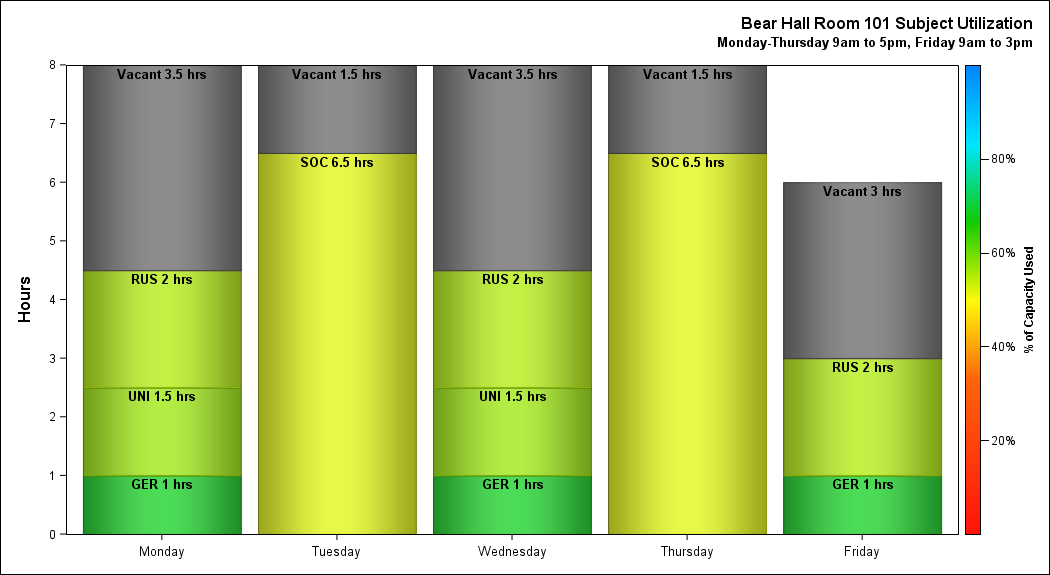 Bear Hall Room 101 Subject Utilization
Monday-Thursday 9am to 5pm, Friday 9am to 3pm
8
7
6
5
4
3
2
1
0
Hours
Vacant 3.5 hrs
RUS 2 hrs
UNI 1.5 hrs
GER 1 hrs
Vacant 1.5 hrs
SOC 6.5 hrs
Vacant 3.5 hrs
RUS 2 hrs
UNI 1.5 hrs
GER 1 hrs
Vacant 1.5 hrs
SOC 6.5 hrs
Vacant 3 hrs
RUS 2 hrs
GER 1 hrs
Monday
Tuesday
Wednesday
Thursday
Friday
80%
60%
40%
20%
% of Capacity Used